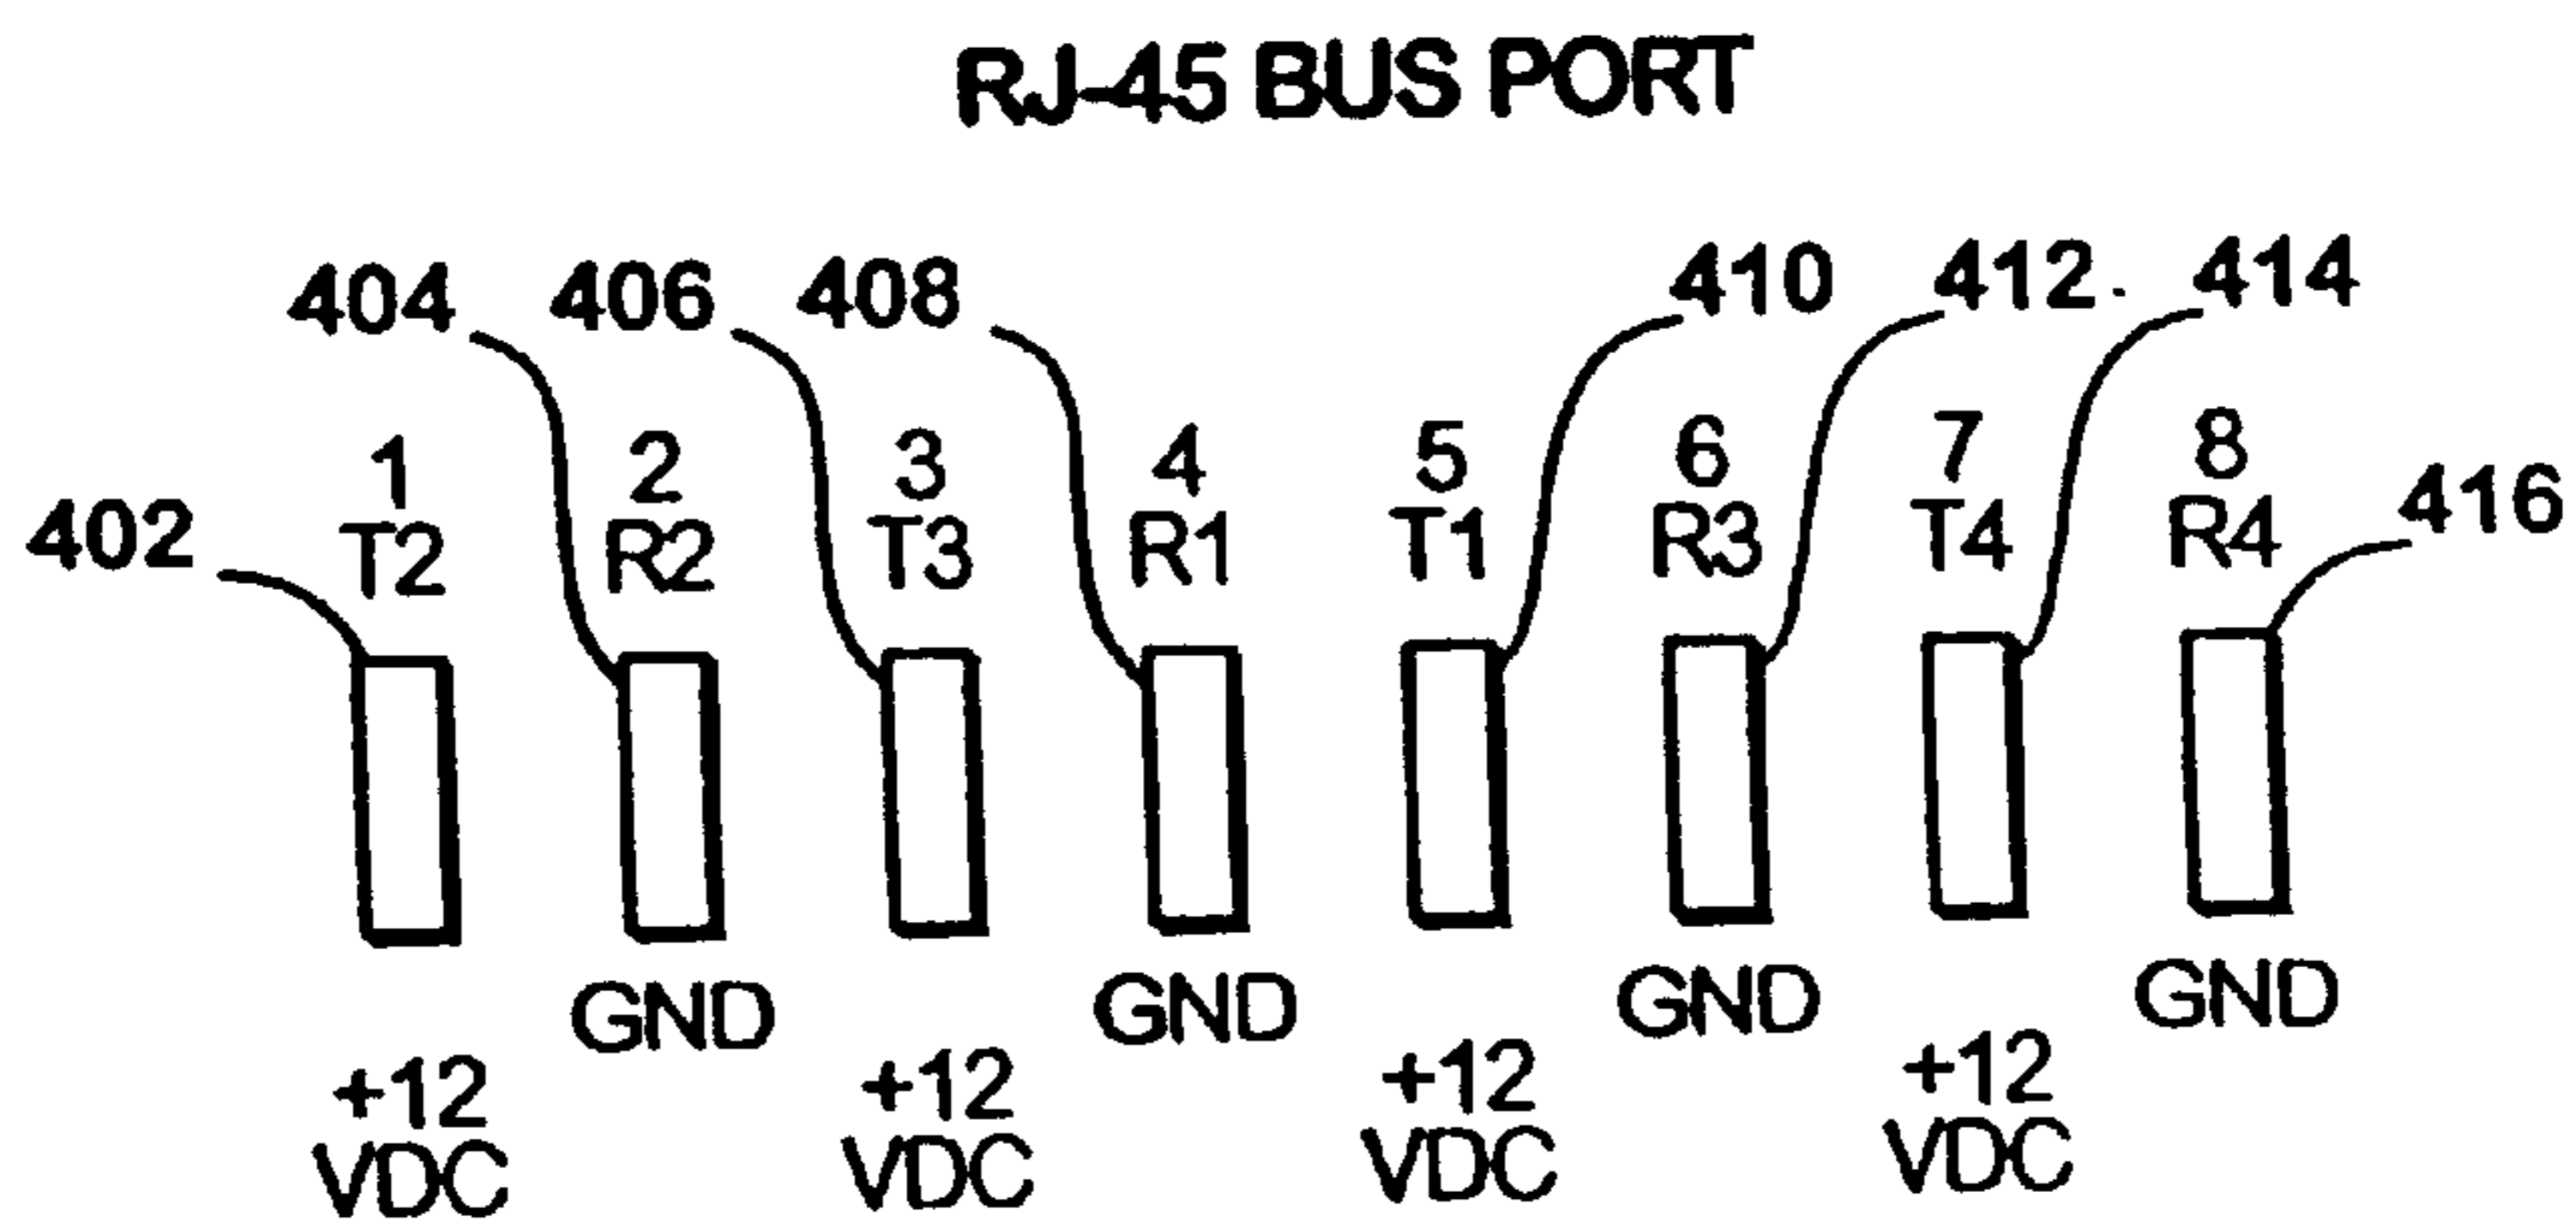 RJ-45 BUS PORT
404 406 408 410 412 414
1 2 3 4 5 6 7 8
402 T2 R2 T3 R1 T1 R3 T4 R4 416
GND GND GND GND
+12 +12 +12 +12
VDC VDC VDC VDC